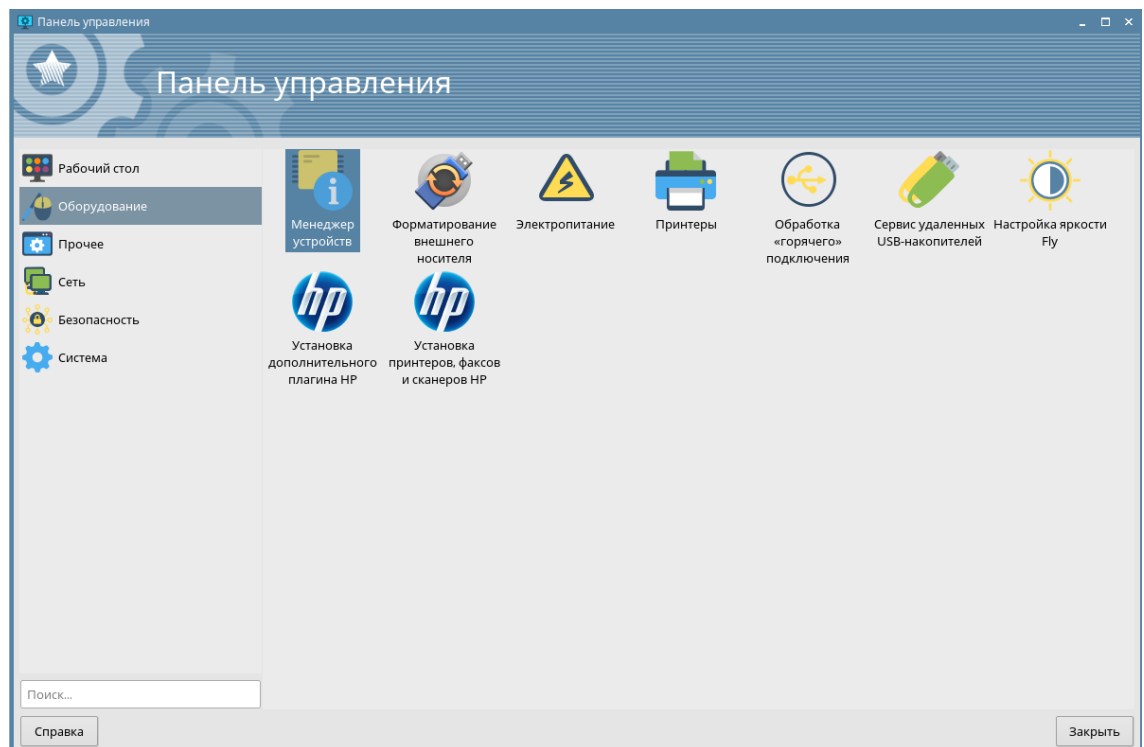 Панель управления
Панель управления
Рабочий стол
Оборудование
Прочее
Сеть
Безопасность
Система
Менеджер
устройств
Форматирование
внешнего
носителя
Электропитание
Принтеры
Обработка
«горячего»
подключения
Сервис удаленных
USB-накопителей
Настройка яркости
Fly
hp
Установка
дополнительного
плагина HP
hp
Установка
принтеров, факсов
и сканеров HP
Поиск...
Справка
Закрыть